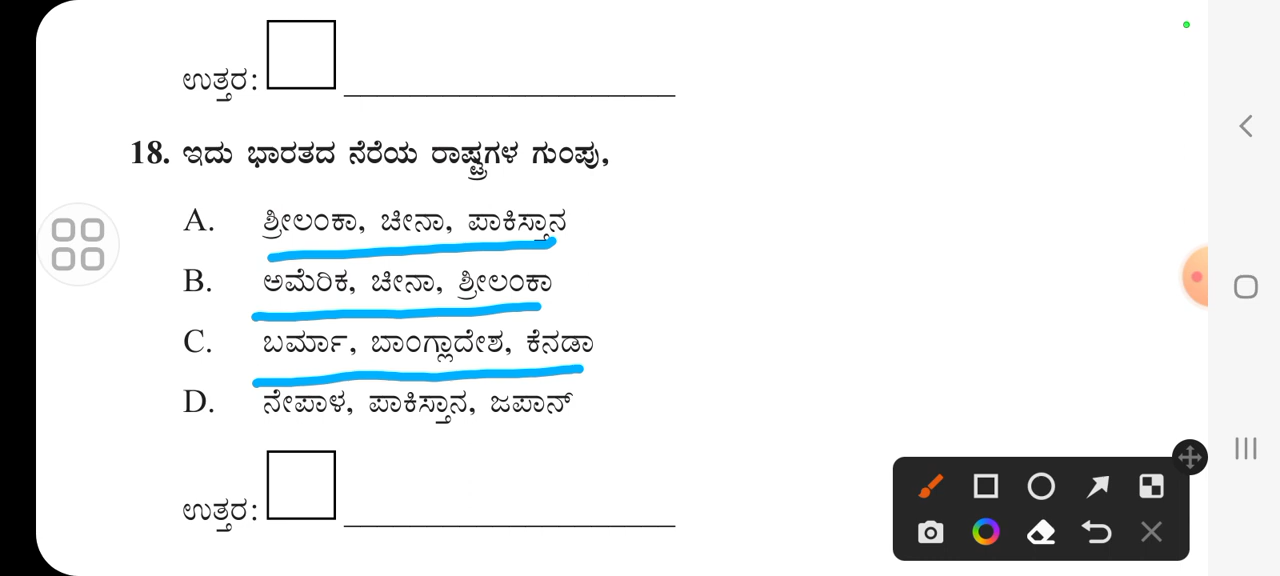 ಉತ್ತರ:
18. ಇದು ಭಾರತದ ನೆರೆಯ ರಾಷ್ಟ್ರಗಳ ಗುಂಪು,
A. ಶ್ರೀಲಂಕಾ, ಚೀನಾ, ಪಾಕಿಸ್ತಾನ
B. ಅಮೆರಿಕ, ಚೀನಾ, ಶ್ರೀಲಂಕಾ
C. ಬರ್ಮಾ, ಬಾಂಗ್ಲಾದೇಶ, ಕೆನಡಾ
D. ನೇಪಾಳ, ಪಾಕಿಸ್ತಾನ, ಜಪಾನ್
ಉತ್ತರ: